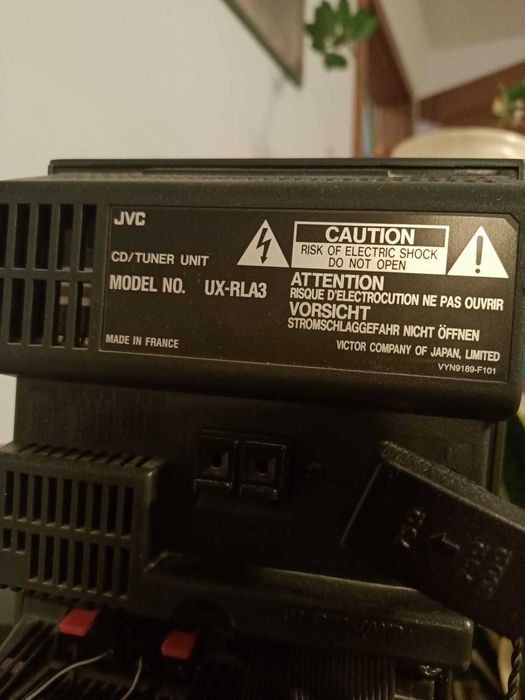 JVC
CD/TUNER UNIT
MODEL NO. UX-RLA3
MADE IN FRANCE
CAUTION
RISK OF ELECTRIC SHOCK
DO NOT OPEN
ATTENTION
RISQUE D'ELECTROCUTION NE PAS OUVRIR
VORSICHT
STROMSCHLAGGEFAHR NICHT ÖFFNEN
VICTOR COMPANY OF JAPAN, LIMITED
VYN9189-F101